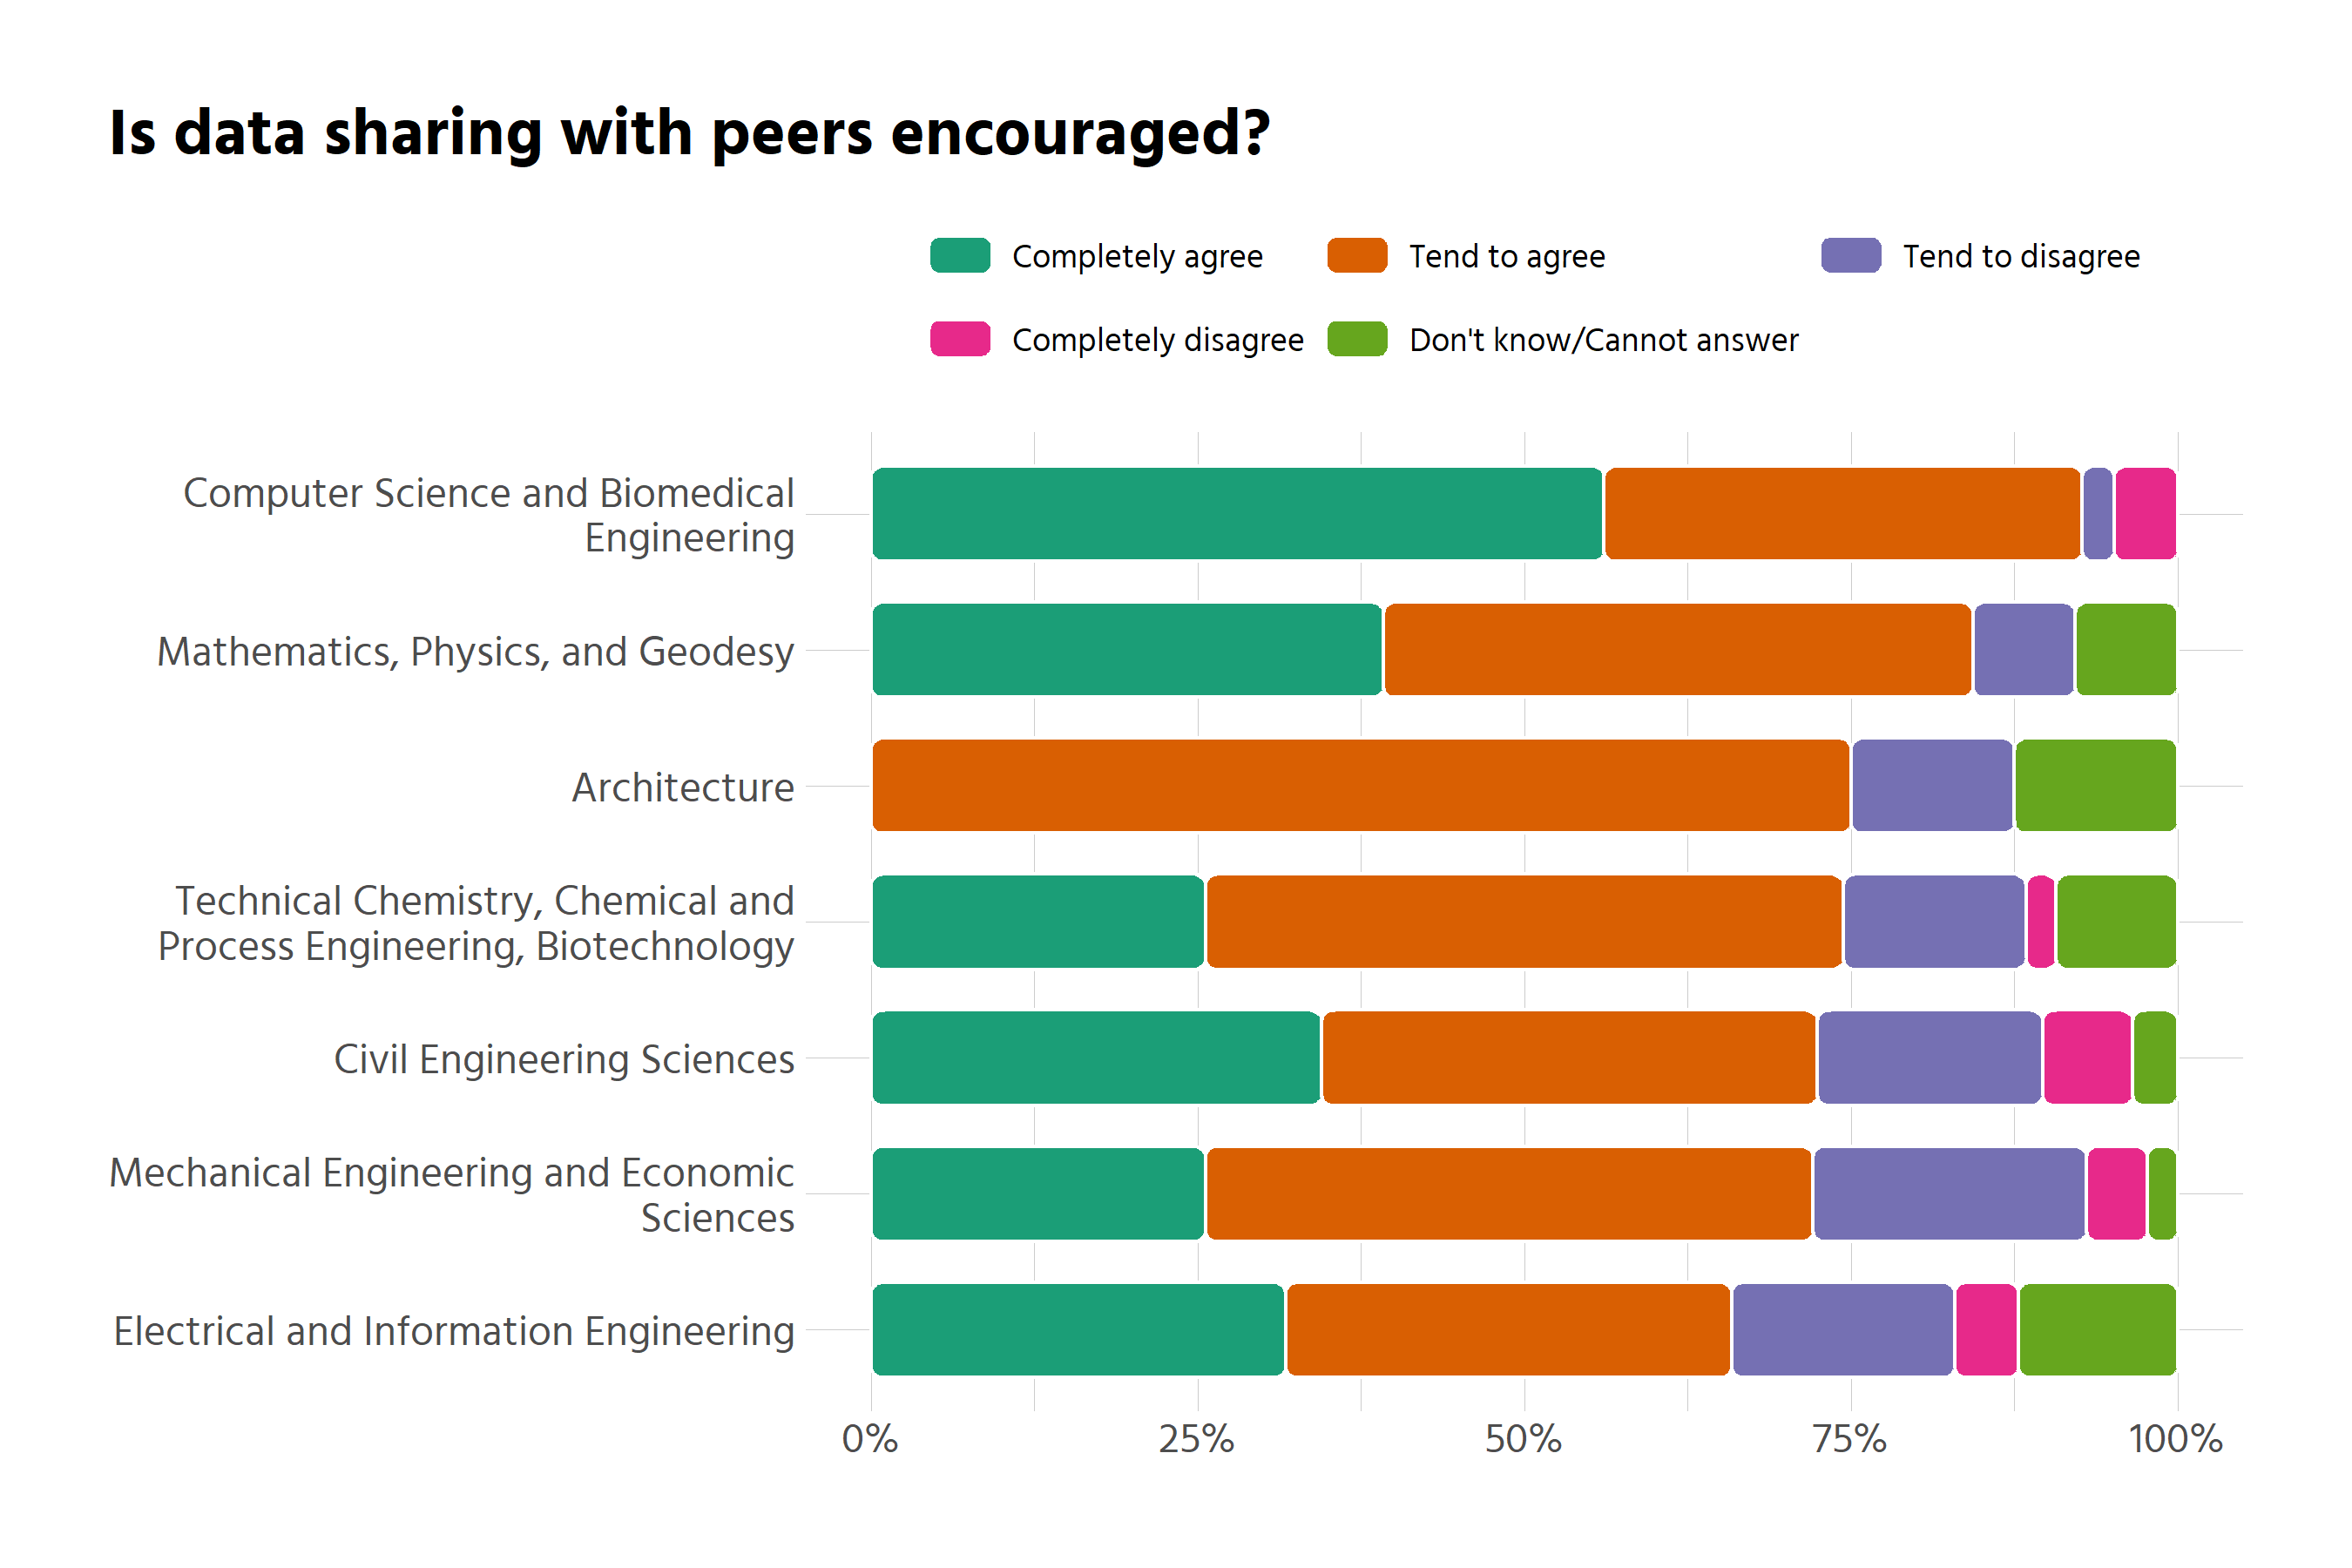 Is data sharing with peers encouraged?
Completely agree
Tend to agree
Tend to disagree
Completely disagree
Don't know/Cannot answer
Computer Science and Biomedical
Engineering
Mathematics, Physics, and Geodesy
Architecture
Technical Chemistry, Chemical and
Process Engineering, Biotechnology
Civil Engineering Sciences
Mechanical Engineering and Economic
Sciences
Electrical and Information Engineering
0% 25% 50% 75% 100%